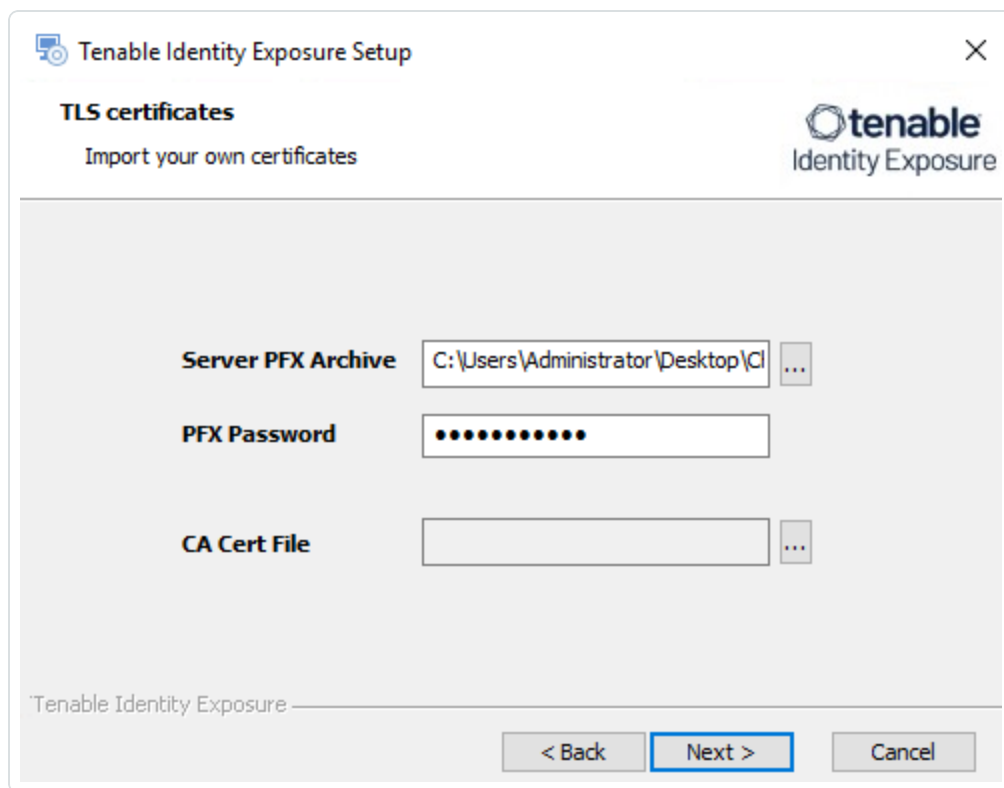 Tenable Identity Exposure Setup
TLS certificates
Import your own certificates
tenable
Identity Exposure
Server PFX Archive C:\Users\Administrator\Desktop\Cl ...
PFX Password •••••••••••
CA Cert File ...
Tenable Identity Exposure
< Back Next > Cancel